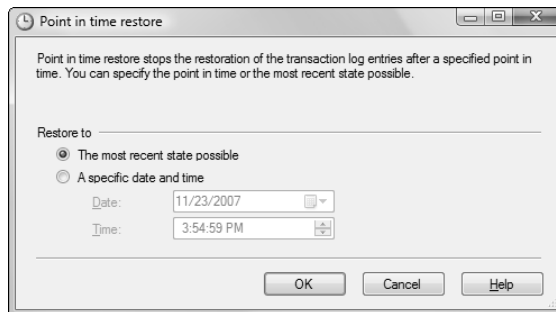 Point in time restore
Point in time restore stops the restoration of the transaction log entries after a specified point in
time. You can specify the point in time or the most recent state possible.
Restore to
The most recent state possible
A specific date and time
Date:
11/23/2007
Time:
3:54:59 PM
OK
Cancel
Help